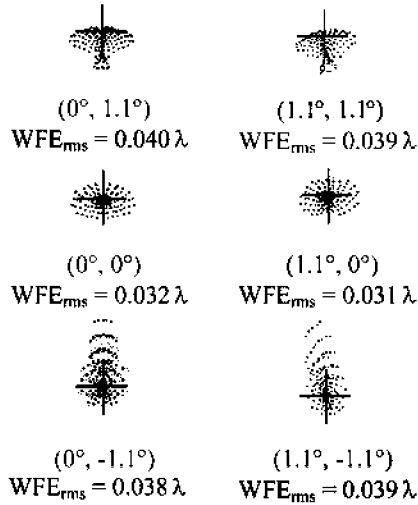 (0°, 1.1°) (1.1°, 1.1°)
WFErms = 0.040 λ WFErms = 0.039 λ
(0°, 0°) (1.1°, 0°)
WFErms = 0.032 λ WFErms = 0.031 λ
(0°, -1.1°) (1.1°, -1.1°)
WFErms = 0.038 λ WFErms = 0.039 λ